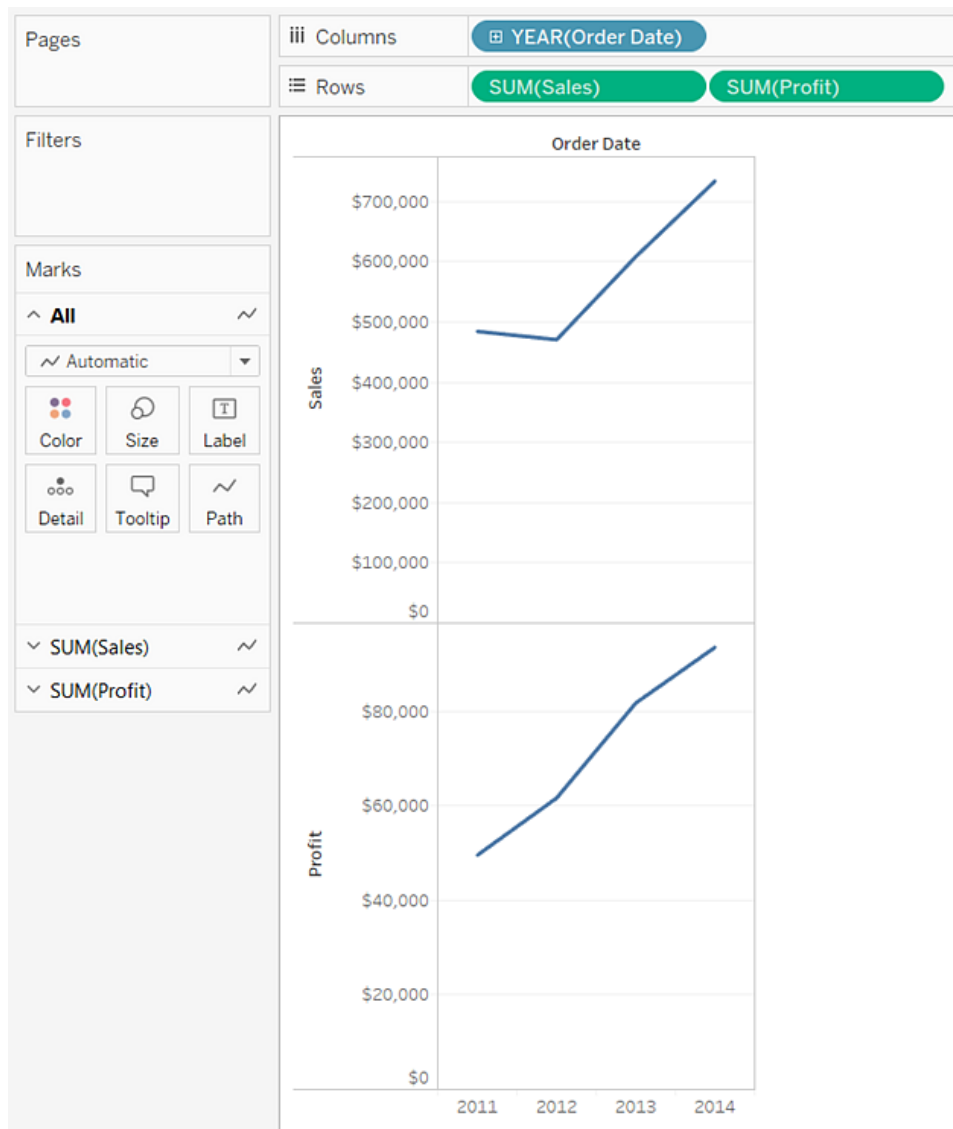 Pages
Columns
YEAR(Order Date)
Rows
SUM(Sales)
SUM(Profit)
Filters
Marks
All
Automatic
Color
Size
Label
Detail
Tooltip
Path
SUM(Sales)
SUM(Profit)
Order Date
Sales
$700,000
$600,000
$500,000
$400,000
$300,000
$200,000
$100,000
$0
Profit
$80,000
$60,000
$40,000
$20,000
$0
2011 2012 2013 2014